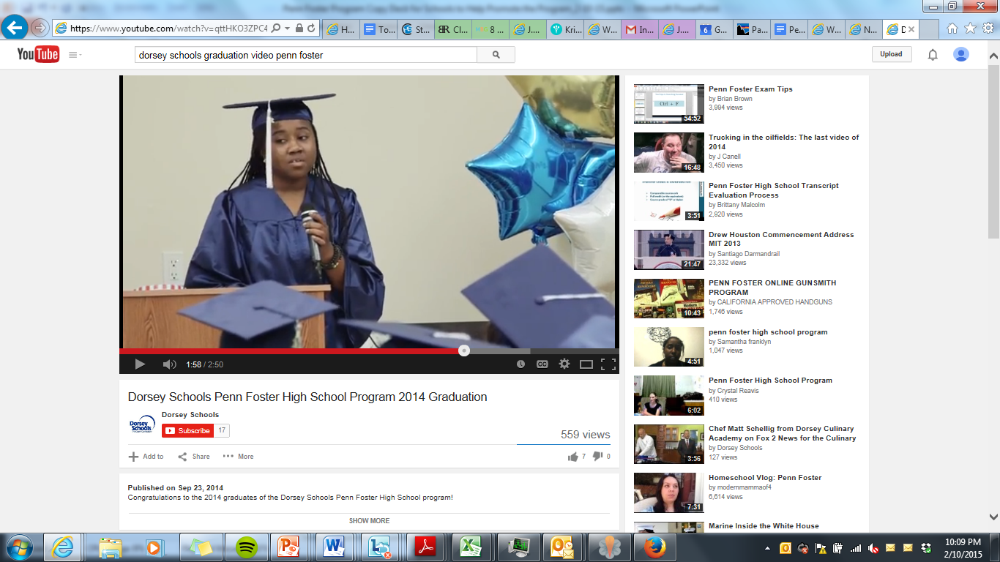 Penn Foster Program Copy Deck for Schools to Help Promote the Program
Microsoft PowerPoint
https://www.youtube.com/watch?v=qttHKO3ZPC4
H...
To...
St...
Cl...
8 ...
J...
Kri...
W...
In...
J...
G...
Pa...
Pe...
W...
N...
D
YouTube
dorsey schools graduation video penn foster
Upload
1:58 / 2:50
CC
Dorsey Schools Penn Foster High School Program 2014 Graduation
Dorsey Schools
Dorsey Schools
Subscribe 17
559 views
Add to Share More
7 0
Published on Sep 23, 2014
Congratulations to the 2014 graduates of the Dorsey Schools Penn Foster High School program!
SHOW MORE
Ctrl + F
54:52
Penn Foster Exam Tips
by Brian Brown
3,994 views
16:48
Trucking in the oilfields: The last video of
2014
by J Canell
3,450 views
3:51
Penn Foster High School Transcript
Evaluation Process
by Brittany Malcolm
2,920 views
21:47
Drew Houston Commencement Address
MIT 2013
by Santiago Darmandrail
23,332 views
10:43
PENN FOSTER ONLINE GUNSMITH
PROGRAM
by CALIFORNIA APPROVED HANDGUNS
1,746 views
4:51
penn foster high school program
by Samantha franklyn
1,047 views
6:02
Penn Foster High School Program
by Crystal Reavis
410 views
3:56
Chef Matt Schellig from Dorsey Culinary
Academy on Fox 2 News for the Culinary
by Dorsey Schools
127 views
7:31
Homeschool Vlog: Penn Foster
by modernmammaof4
6,614 views
Marine Inside the White House
10:09 PM
2/10/2015